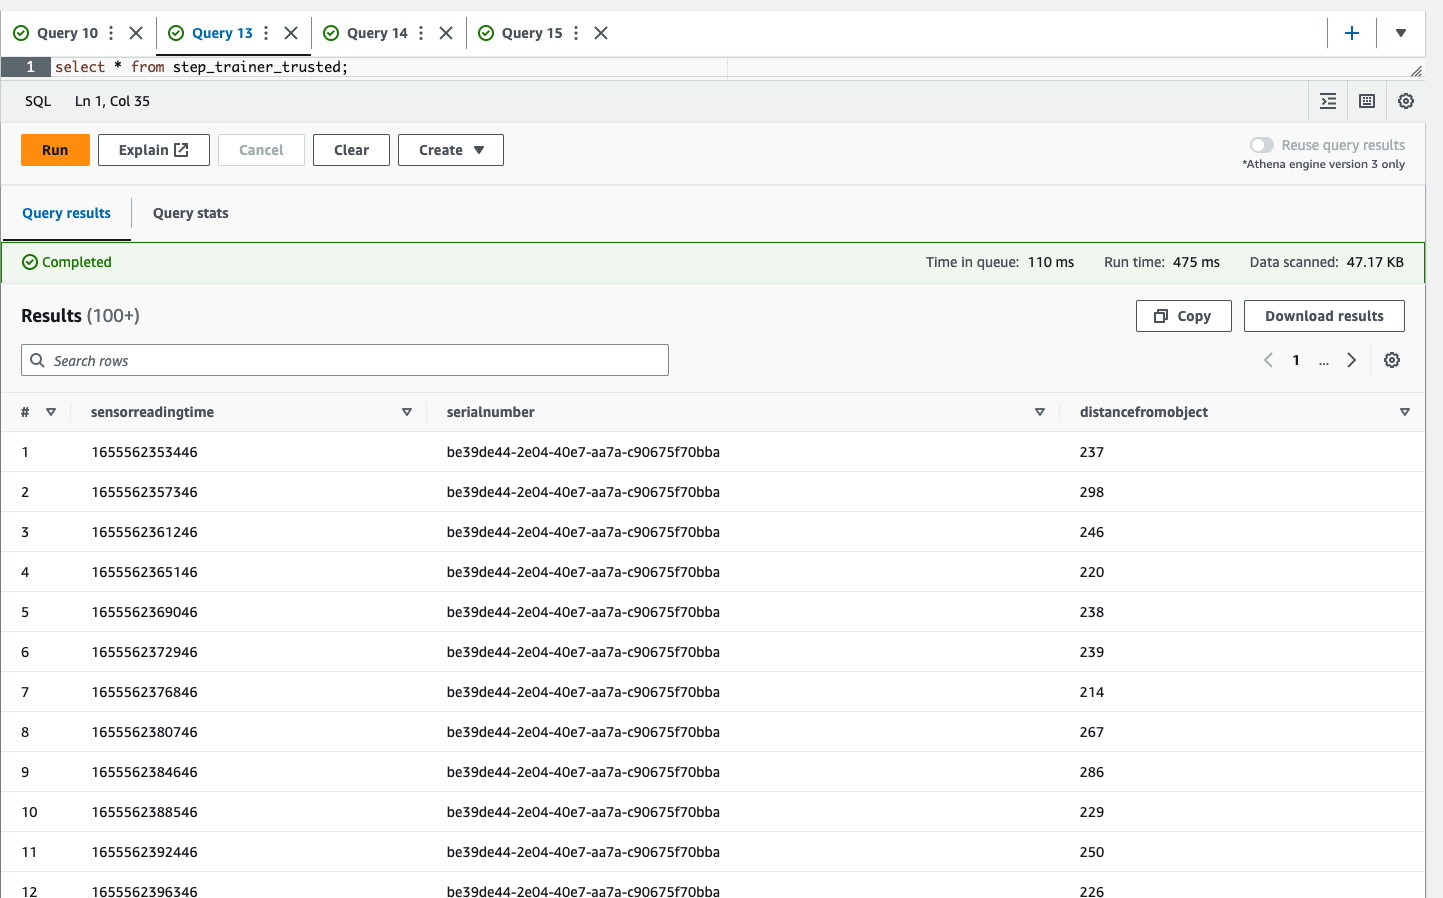 Query 10 Query 13 Query 14 Query 15
1 select * from step_trainer_trusted;
SQL Ln 1, Col 35
Run Explain Cancel Clear Create Reuse query results
*Athena engine version 3 only
Query results Query stats
Completed Time in queue: 110 ms Run time: 475 ms Data scanned: 47.17 KB
Results (100+) Copy Download results
Search rows 1 ...
# sensorreadingtime serialnumber distancefromobject
1 1655562353446 be39de44-2e04-40e7-aa7a-c90675f70bba 237
2 1655562357346 be39de44-2e04-40e7-aa7a-c90675f70bba 298
3 1655562361246 be39de44-2e04-40e7-aa7a-c90675f70bba 246
4 1655562365146 be39de44-2e04-40e7-aa7a-c90675f70bba 220
5 1655562369046 be39de44-2e04-40e7-aa7a-c90675f70bba 238
6 1655562372946 be39de44-2e04-40e7-aa7a-c90675f70bba 239
7 1655562376846 be39de44-2e04-40e7-aa7a-c90675f70bba 214
8 1655562380746 be39de44-2e04-40e7-aa7a-c90675f70bba 267
9 1655562384646 be39de44-2e04-40e7-aa7a-c90675f70bba 286
10 1655562388546 be39de44-2e04-40e7-aa7a-c90675f70bba 229
11 1655562392446 be39de44-2e04-40e7-aa7a-c90675f70bba 250
12 1655562396346 be39de44-2e04-40e7-aa7a-c90675f70bba 226